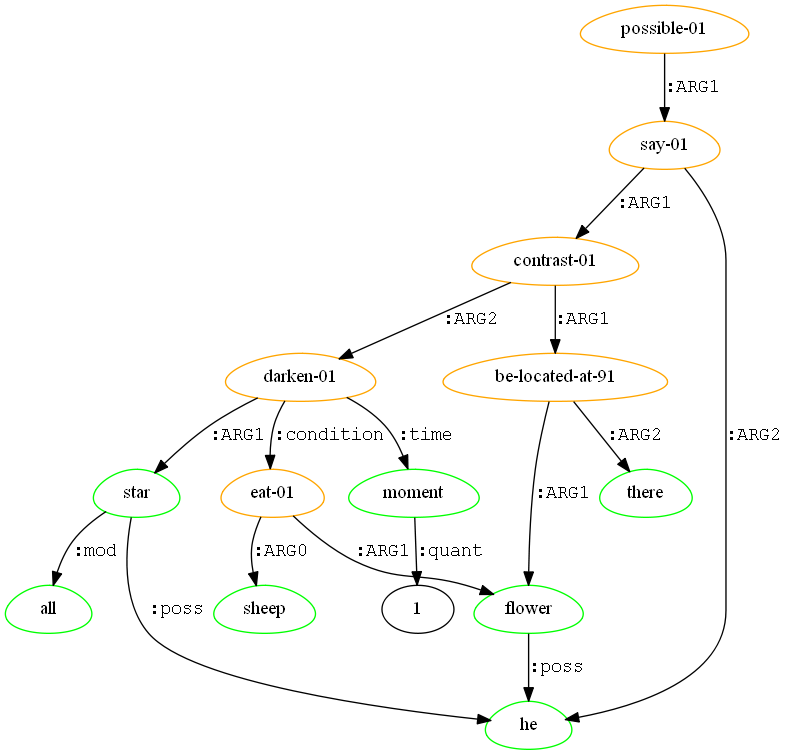 possible-01
:ARG1
say-01
:ARG1
contrast-01
:ARG2
:ARG1
darken-01
be-located-at-91
:ARG2
:ARG1
:condition
:time
:ARG2
star
eat-01
moment
there
:ARG1
:mod
:ARG0
:ARG1
:quant
:poss
all
sheep
1
flower
:poss
he